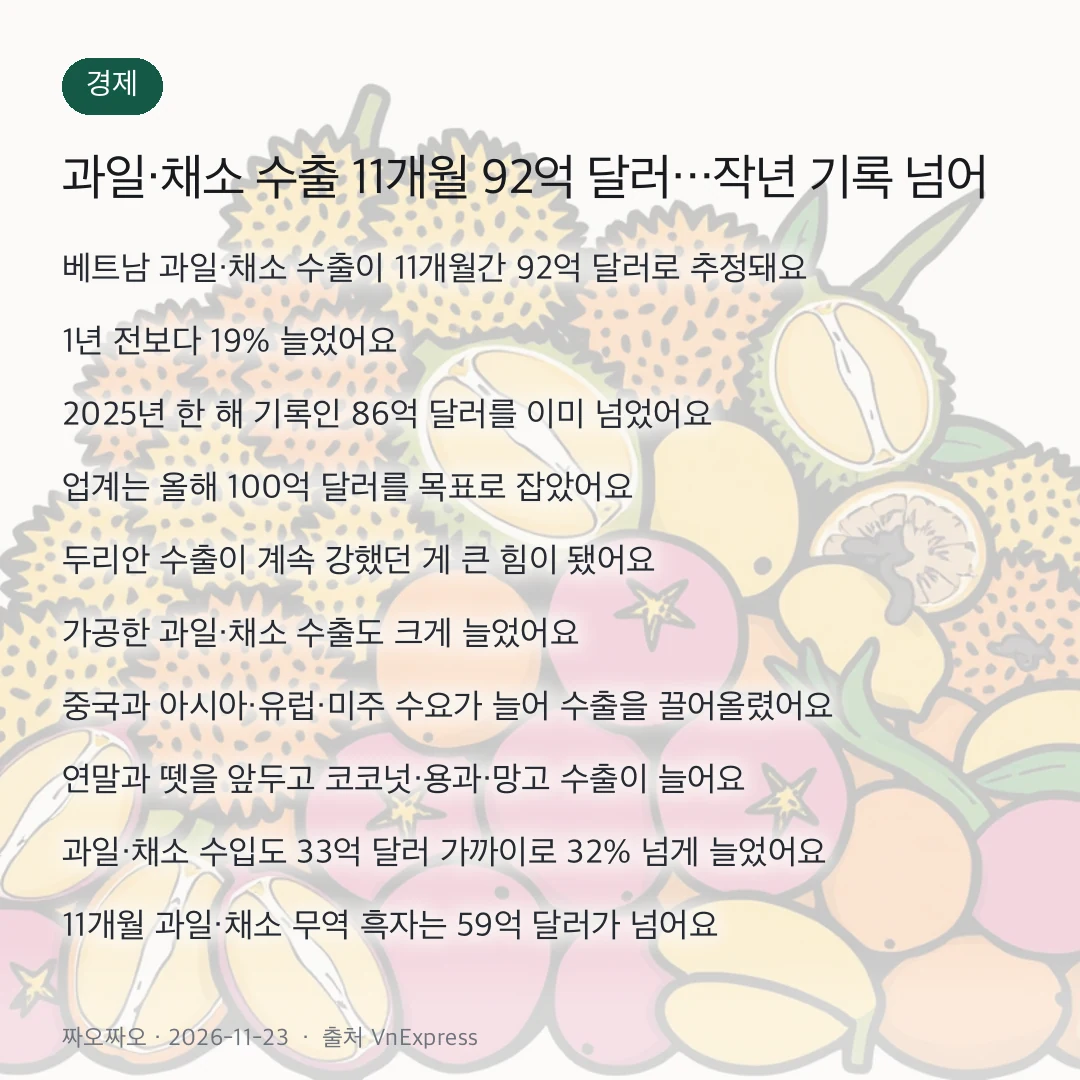 경제
과일·채소 수출 11개월 92억 달러…작년 기록 넘어
베트남 과일·채소 수출이 11개월간 92억 달러로 추정돼요
1년 전보다 19% 늘었어요
2025년 한 해 기록인 86억 달러를 이미 넘었어요
업계는 올해 100억 달러를 목표로 잡았어요
두리안 수출이 계속 강했던 게 큰 힘이 됐어요
가공한 과일·채소 수출도 크게 늘었어요
중국과 아시아·유럽·미주 수요가 늘어 수출을 끌어올렸어요
연말과 뗏을 앞두고 코코넛·용과·망고 수출이 늘어요
과일·채소 수입도 33억 달러 가까이로 32% 넘게 늘었어요
11개월 과일·채소 무역 흑자는 59억 달러가 넘어요
짜오짜오 · 2026-11-23 · 출처 VnExpress